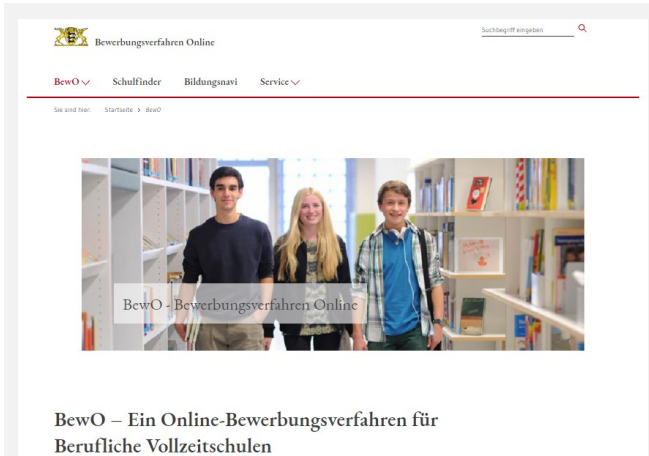 Bewerbungsverfahren Online
Suchbegriff eingeben
BewO Schulfinder Bildungsnavi Service
Sie sind hier: Startseite > BewO
BewO - Bewerbungsverfahren Online
BewO – Ein Online-Bewerbungsverfahren für
Berufliche Vollzeitschulen